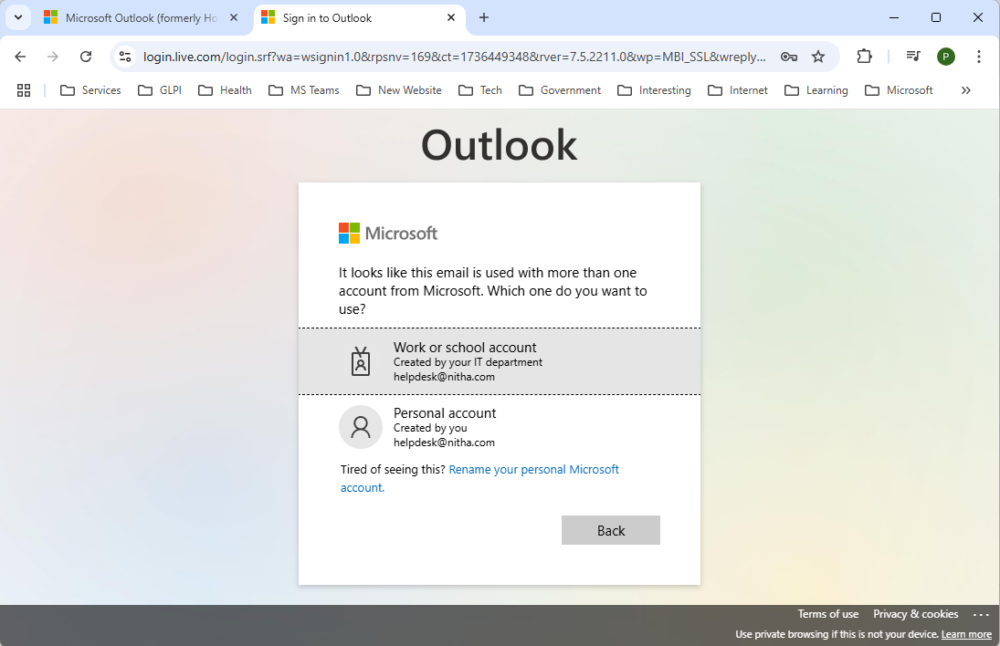 Microsoft Outlook (formerly Ho
Sign in to Outlook
login.live.com/login.srf?wa=wsignin1.0&rpsnv=169&ct=1736449348&rver=7.5.2211.0&wp=MBI_SSL&wreply...
P
Services
GLPI
Health
MS Teams
New Website
Tech
Government
Interesting
Internet
Learning
Microsoft
Outlook
Microsoft
It looks like this email is used with more than one
account from Microsoft. Which one do you want to
use?
Work or school account
Created by your IT department
helpdesk@nitha.com
Personal account
Created by you
helpdesk@nitha.com
Tired of seeing this? Rename your personal Microsoft
account.
Back
Terms of use Privacy & cookies ...
Use private browsing if this is not your device. Learn more